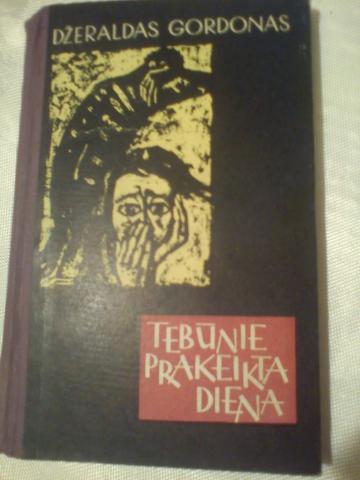 DŽERALDAS GORDONAS
TEBŪNIE
PRAKEIKTA
DIENA